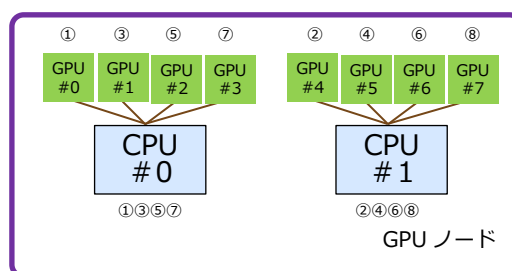 ① ③ ⑤ ⑦ ② ④ ⑥ ⑧
GPU #0
GPU #1
GPU #2
GPU #3
GPU #4
GPU #5
GPU #6
GPU #7
CPU
#0
CPU
#1
①③⑤⑦
②④⑥⑧
GPU ノード